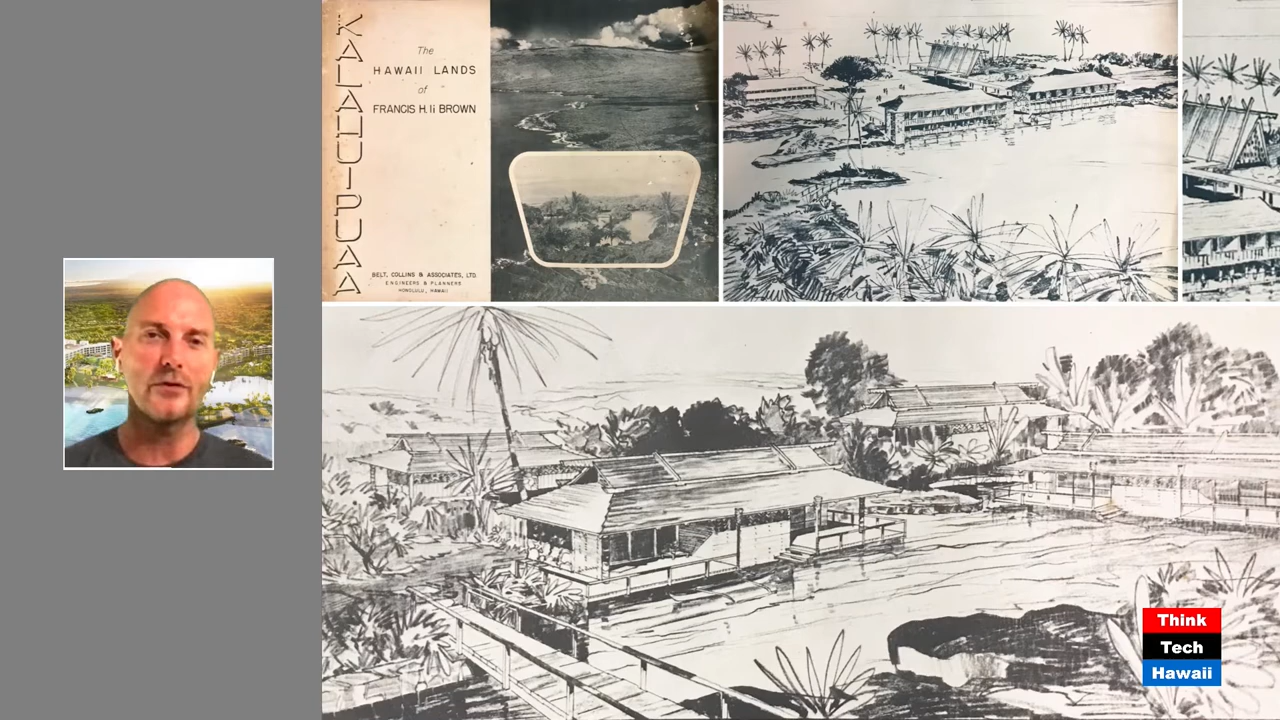 KALAHUIPUAA
The
HAWAII LANDS
of
FRANCIS H. Ii BROWN
BELT, COLLINS & ASSOCIATES, LTD.
ENGINEERS & PLANNERS
HONOLULU, HAWAII
Think
Tech
Hawaii